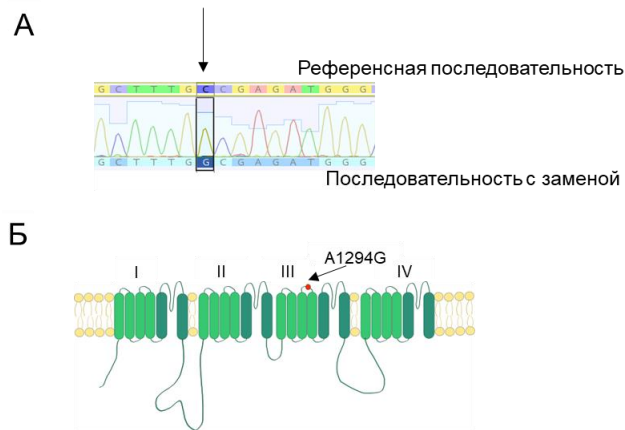 А
Референсная последовательность
G C T T T G C C G A G A T G G G
G C T T T G G C G A G A T G G G
Последовательность с заменой
Б
A1294G
I II III IV